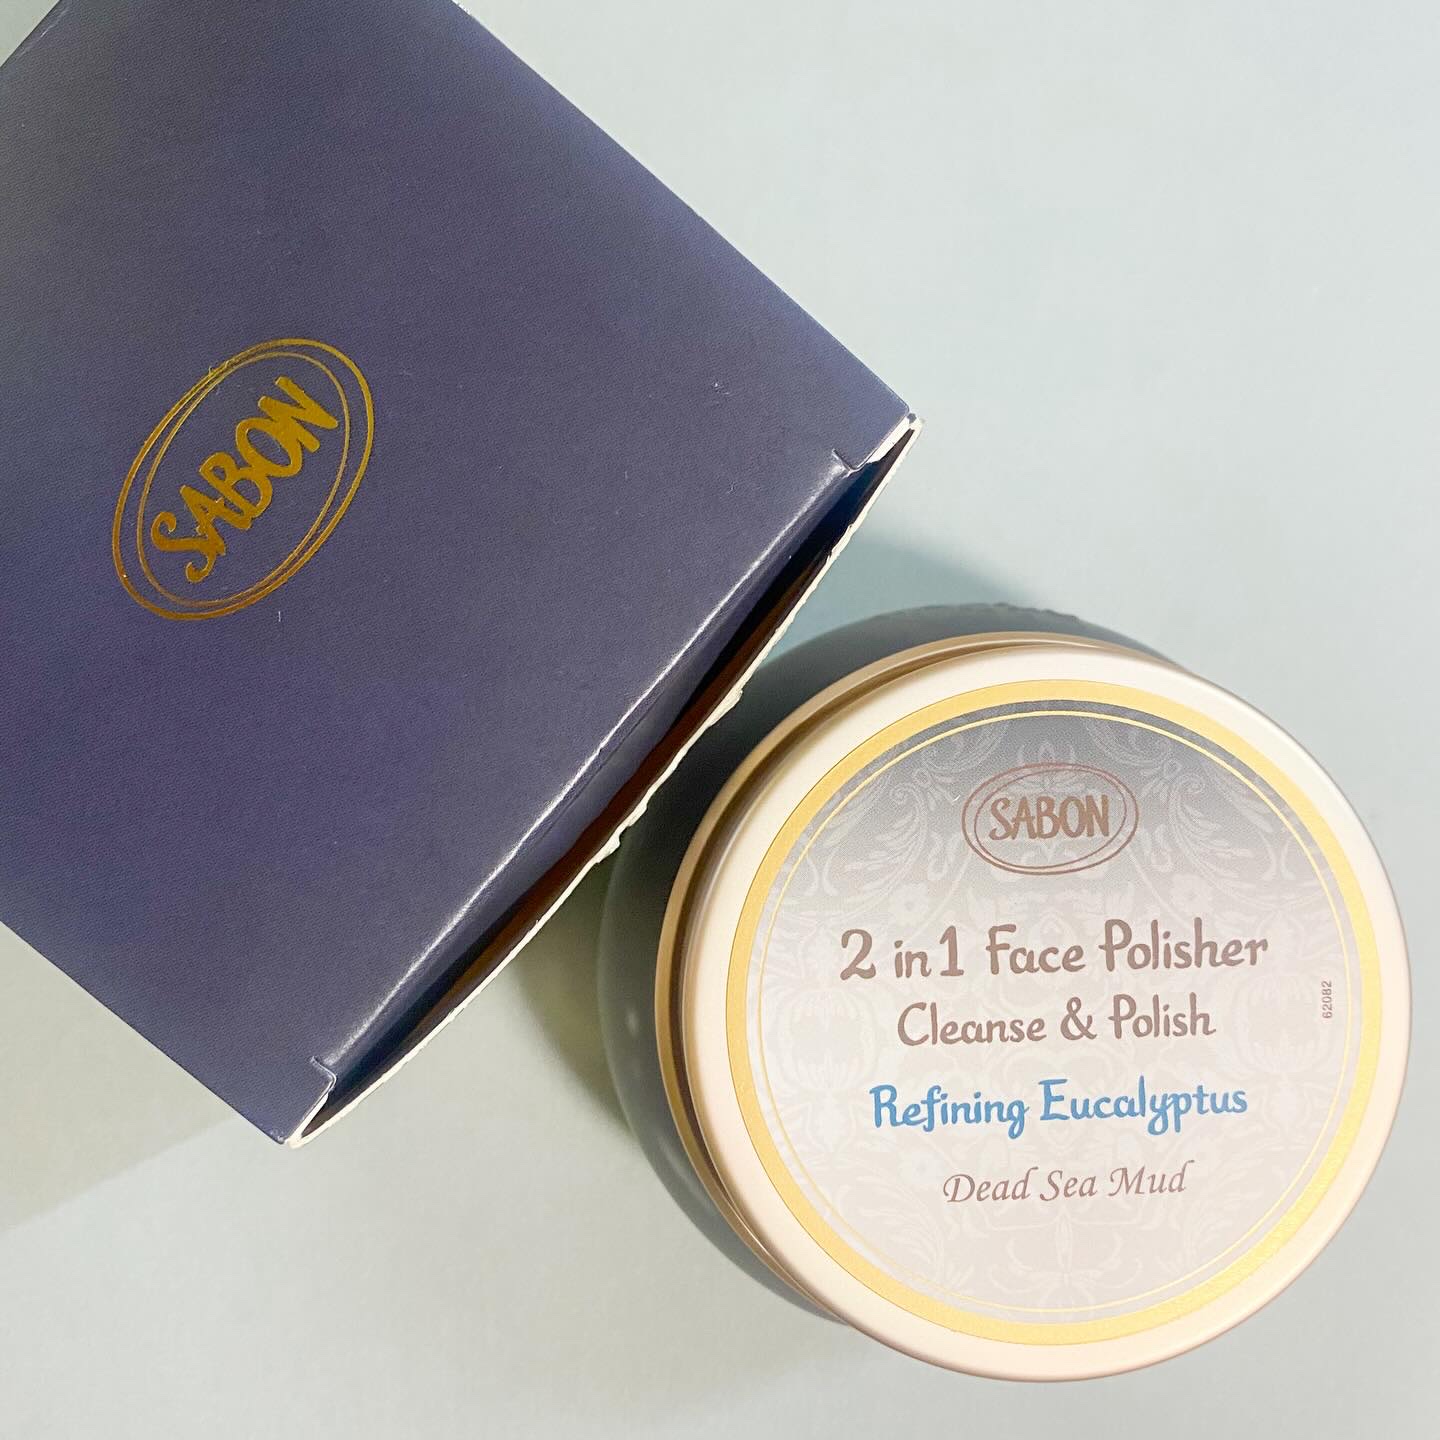 SABON
SABON
2 in 1 Face Polisher
Cleanse & Polish
Refining Eucalyptus
Dead Sea Mud
62082